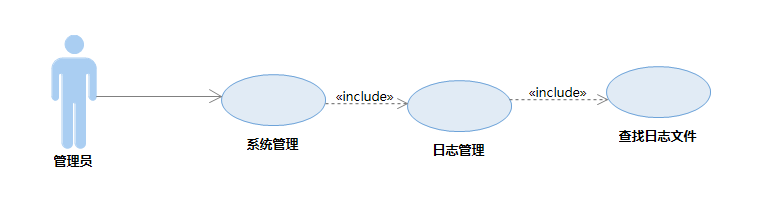 «include»
«include»
系统管理
日志管理
查找日志文件
管理员